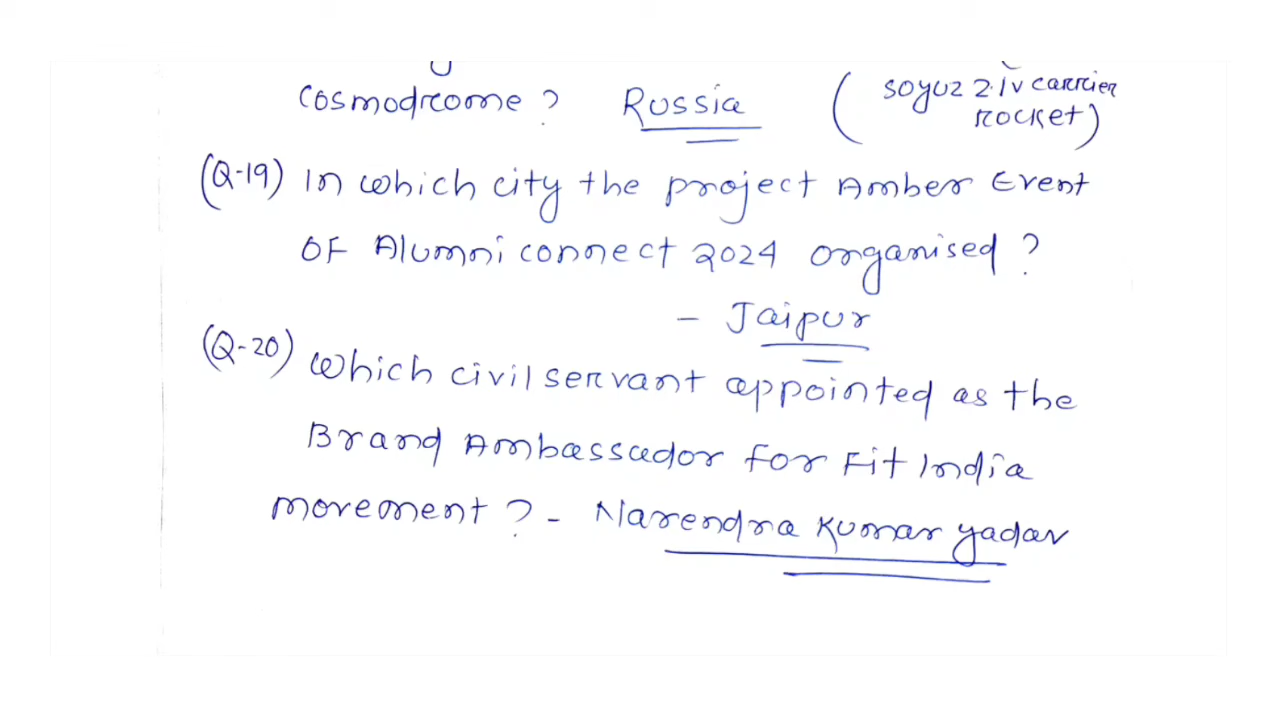 Cosmodrome? Russia (Soyuz 2.1v carrier rocket)
(Q-19) In which city the project Amber Event
of Alumni connect 2024 organised?
- Jaipur
(Q-20) Which civil servant appointed as the
Brand Ambassador for Fit India
movement? - Narendra Kumar Yadav